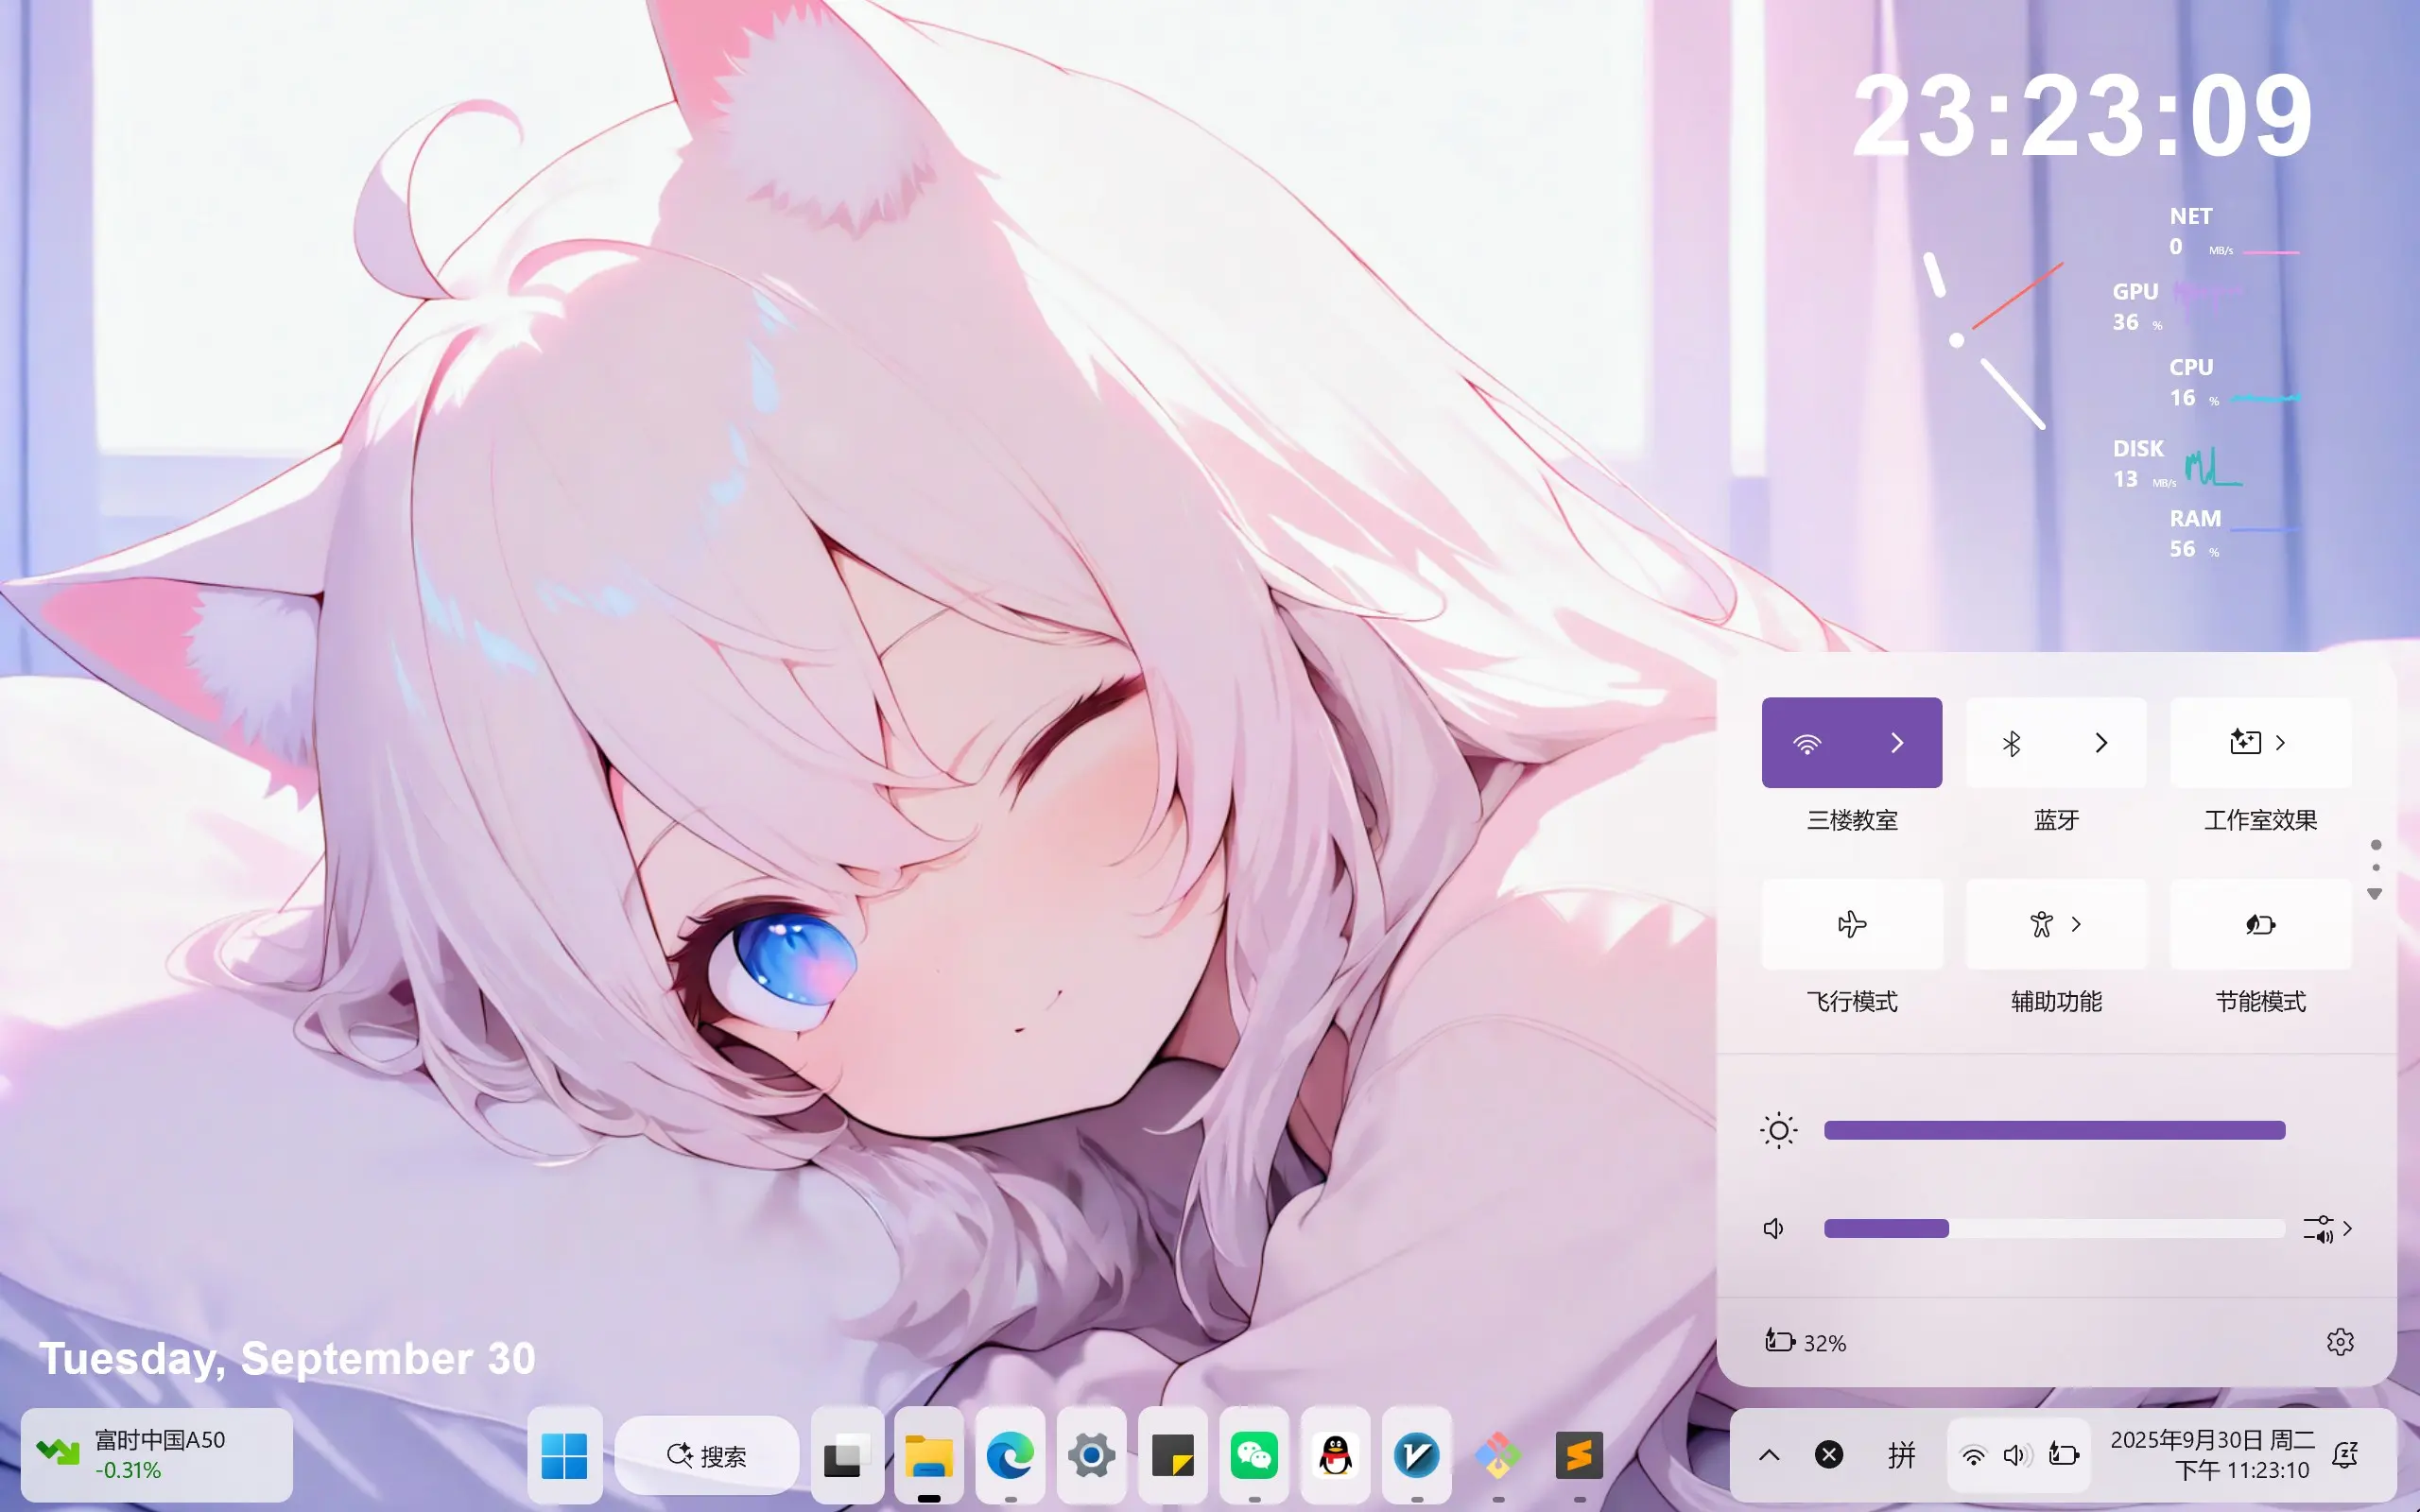 23:23:09
NET
0 MB/s
GPU
36 %
CPU
16 %
DISK
13 MB/s
RAM
56 %
三楼教室
蓝牙
工作室效果
飞行模式
辅助功能
节能模式
32%
Tuesday, September 30
富时中国A50
-0.31%
搜索
拼
2025年9月30日 周二
下午 11:23:10